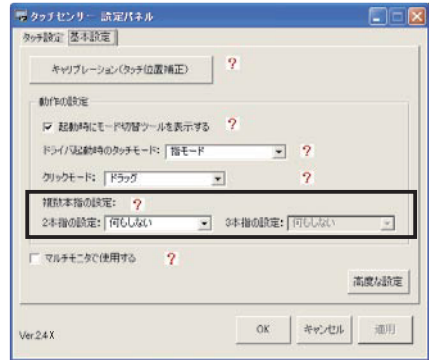 タッチセンサー 設定パネル
タッチ設定 基本設定
キャリブレーション(タッチ位置補正) ?
動作の設定
起動時にモード切替ツールを表示する ?
ドライバ起動時のタッチモード: 指モード ?
クリックモード: ドラッグ ?
複数本指の設定: ?
2本指の設定: 何もしない 3本指の設定: 何もしない
マルチモニタで使用する ?
高度な設定
Ver.2.4.X OK キャンセル 適用